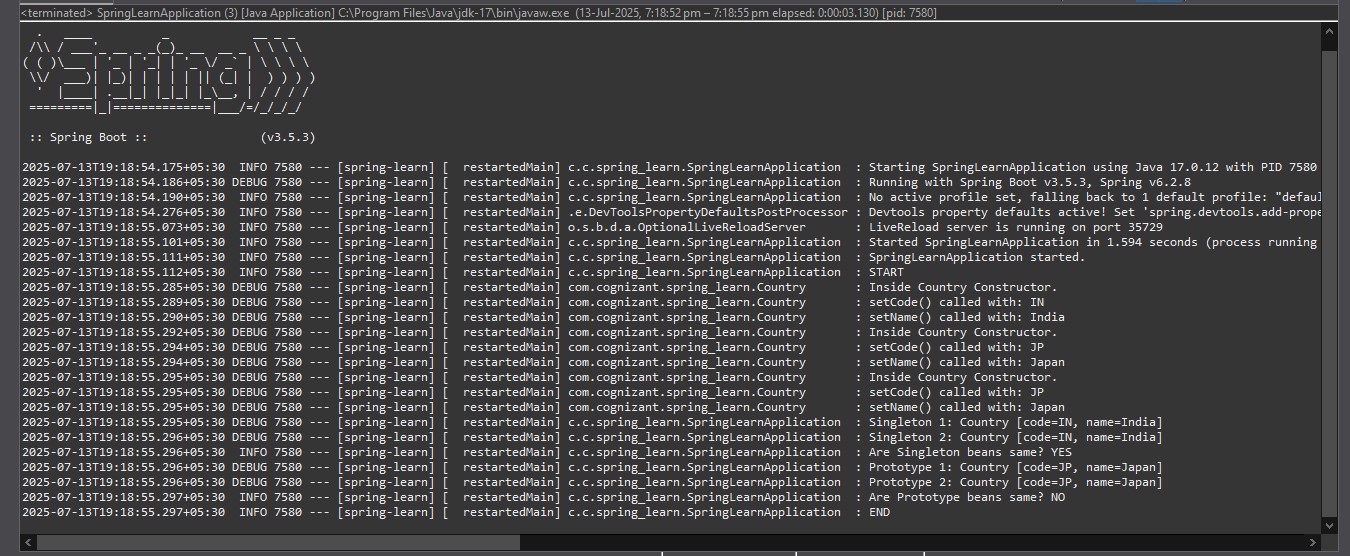 <terminated> SpringLearnApplication (3) [Java Application] C:\Program Files\Java\jdk-17\bin\javaw.exe (13-Jul-2025, 7:18:52 pm – 7:18:55 pm elapsed: 0:00:03.130) [pid: 7580]
Spring
:: Spring Boot :: (v3.5.3)
2025-07-13T19:18:54.175+05:30 INFO 7580 --- [spring-learn] [ restartedMain] c.c.spring_learn.SpringLearnApplication : Starting SpringLearnApplication using Java 17.0.12 with PID 7580
2025-07-13T19:18:54.186+05:30 DEBUG 7580 --- [spring-learn] [ restartedMain] c.c.spring_learn.SpringLearnApplication : Running with Spring Boot v3.5.3, Spring v6.2.8
2025-07-13T19:18:54.190+05:30 INFO 7580 --- [spring-learn] [ restartedMain] c.c.spring_learn.SpringLearnApplication : No active profile set, falling back to 1 default profile: "defaul
2025-07-13T19:18:54.276+05:30 INFO 7580 --- [spring-learn] [ restartedMain] .e.DevToolsPropertyDefaultsPostProcessor : Devtools property defaults active! Set 'spring.devtools.add-prope
2025-07-13T19:18:55.073+05:30 INFO 7580 --- [spring-learn] [ restartedMain] o.s.b.d.a.OptionalLiveReloadServer : LiveReload server is running on port 35729
2025-07-13T19:18:55.101+05:30 INFO 7580 --- [spring-learn] [ restartedMain] c.c.spring_learn.SpringLearnApplication : Started SpringLearnApplication in 1.594 seconds (process running
2025-07-13T19:18:55.111+05:30 INFO 7580 --- [spring-learn] [ restartedMain] c.c.spring_learn.SpringLearnApplication : SpringLearnApplication started.
2025-07-13T19:18:55.112+05:30 INFO 7580 --- [spring-learn] [ restartedMain] c.c.spring_learn.SpringLearnApplication : START
2025-07-13T19:18:55.285+05:30 DEBUG 7580 --- [spring-learn] [ restartedMain] com.cognizant.spring_learn.Country : Inside Country Constructor.
2025-07-13T19:18:55.289+05:30 DEBUG 7580 --- [spring-learn] [ restartedMain] com.cognizant.spring_learn.Country : setCode() called with: IN
2025-07-13T19:18:55.290+05:30 DEBUG 7580 --- [spring-learn] [ restartedMain] com.cognizant.spring_learn.Country : setName() called with: India
2025-07-13T19:18:55.292+05:30 DEBUG 7580 --- [spring-learn] [ restartedMain] com.cognizant.spring_learn.Country : Inside Country Constructor.
2025-07-13T19:18:55.294+05:30 DEBUG 7580 --- [spring-learn] [ restartedMain] com.cognizant.spring_learn.Country : setCode() called with: JP
2025-07-13T19:18:55.294+05:30 DEBUG 7580 --- [spring-learn] [ restartedMain] com.cognizant.spring_learn.Country : setName() called with: Japan
2025-07-13T19:18:55.295+05:30 DEBUG 7580 --- [spring-learn] [ restartedMain] com.cognizant.spring_learn.Country : Inside Country Constructor.
2025-07-13T19:18:55.295+05:30 DEBUG 7580 --- [spring-learn] [ restartedMain] com.cognizant.spring_learn.Country : setCode() called with: JP
2025-07-13T19:18:55.295+05:30 DEBUG 7580 --- [spring-learn] [ restartedMain] com.cognizant.spring_learn.Country : setName() called with: Japan
2025-07-13T19:18:55.295+05:30 DEBUG 7580 --- [spring-learn] [ restartedMain] c.c.spring_learn.SpringLearnApplication : Singleton 1: Country [code=IN, name=India]
2025-07-13T19:18:55.296+05:30 DEBUG 7580 --- [spring-learn] [ restartedMain] c.c.spring_learn.SpringLearnApplication : Singleton 2: Country [code=IN, name=India]
2025-07-13T19:18:55.296+05:30 INFO 7580 --- [spring-learn] [ restartedMain] c.c.spring_learn.SpringLearnApplication : Are Singleton beans same? YES
2025-07-13T19:18:55.296+05:30 DEBUG 7580 --- [spring-learn] [ restartedMain] c.c.spring_learn.SpringLearnApplication : Prototype 1: Country [code=JP, name=Japan]
2025-07-13T19:18:55.296+05:30 DEBUG 7580 --- [spring-learn] [ restartedMain] c.c.spring_learn.SpringLearnApplication : Prototype 2: Country [code=JP, name=Japan]
2025-07-13T19:18:55.297+05:30 INFO 7580 --- [spring-learn] [ restartedMain] c.c.spring_learn.SpringLearnApplication : Are Prototype beans same? NO
2025-07-13T19:18:55.297+05:30 INFO 7580 --- [spring-learn] [ restartedMain] c.c.spring_learn.SpringLearnApplication : END